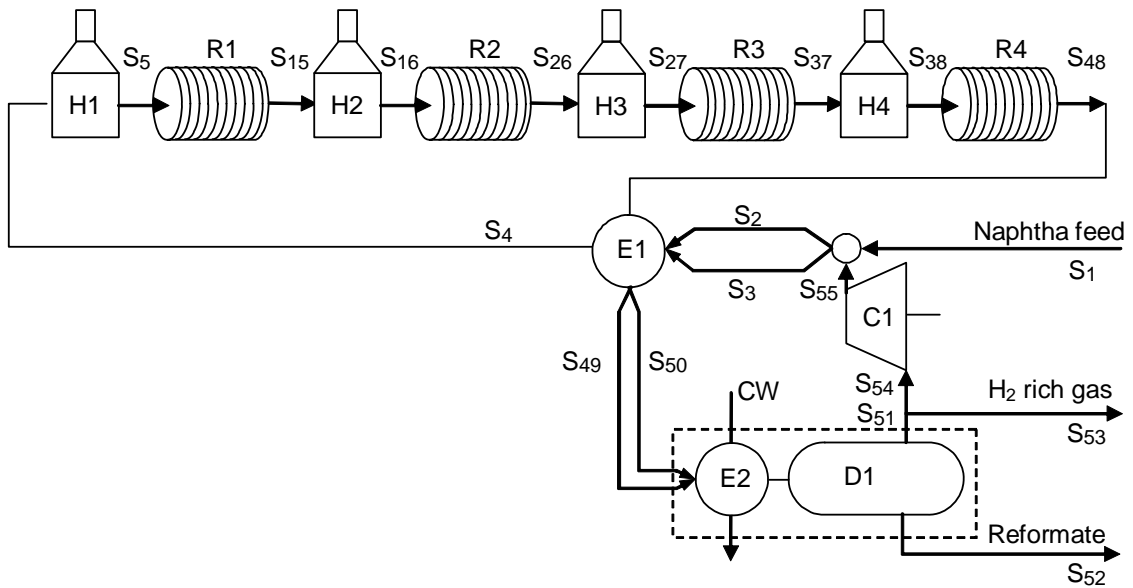 S5 R1 S15 S16 R2 S26 S27 R3 S37 S38 R4 S48
H1 H2 H3 H4
S4 E1 S2 Naphtha feed
S3 S55 S1
C1
S49 S50 CW S54 H2 rich gas
S51 S53
E2 D1
Reformate
S52